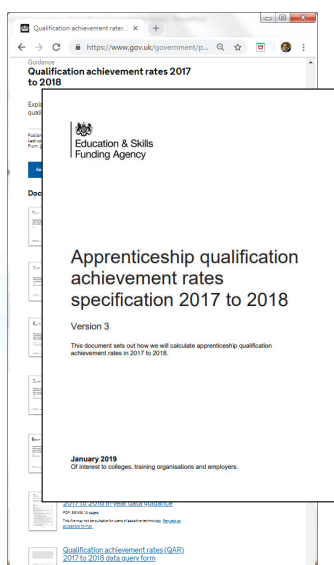 Qualification achievement rates 2
https://www.gov.uk/government/p...
Guidance
Qualification achievement rates 2017
to 2018
Education & Skills
Funding Agency
Apprenticeship qualification
achievement rates
specification 2017 to 2018
Version 3
This document sets out how we will calculate apprenticeship qualification
achievement rates in 2017 to 2018.
January 2019
Of interest to colleges, training organisations and employers.
2017 to 2018 in-year data guidance
This file may not be suitable for users of assistive technology. Request an
accessible format.
Qualification achievement rates (QAR)
2017 to 2018 data query form